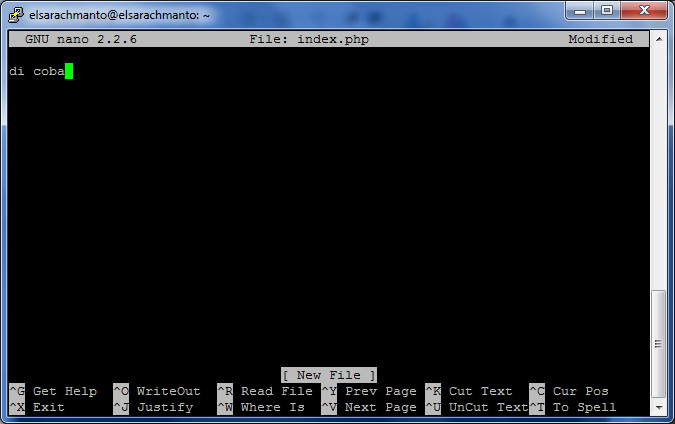 elsarachmanto@elsarachmanto: ~
GNU nano 2.2.6 File: index.php Modified
di coba
[ New File ]
^G Get Help ^O WriteOut ^R Read File ^Y Prev Page ^K Cut Text ^C Cur Pos
^X Exit ^J Justify ^W Where Is ^V Next Page ^U UnCut Text ^T To Spell